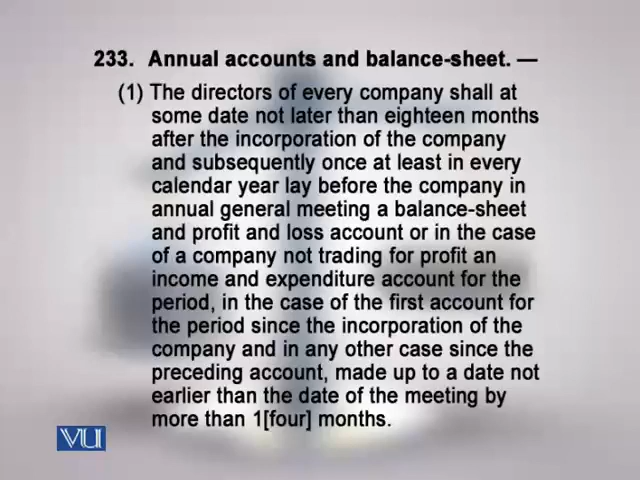 233. Annual accounts and balance-sheet. —
(1) The directors of every company shall at
some date not later than eighteen months
after the incorporation of the company
and subsequently once at least in every
calendar year lay before the company in
annual general meeting a balance-sheet
and profit and loss account or in the case
of a company not trading for profit an
income and expenditure account for the
period, in the case of the first account for
the period since the incorporation of the
company and in any other case since the
preceding account, made up to a date not
earlier than the date of the meeting by
more than 1[four] months.
VU